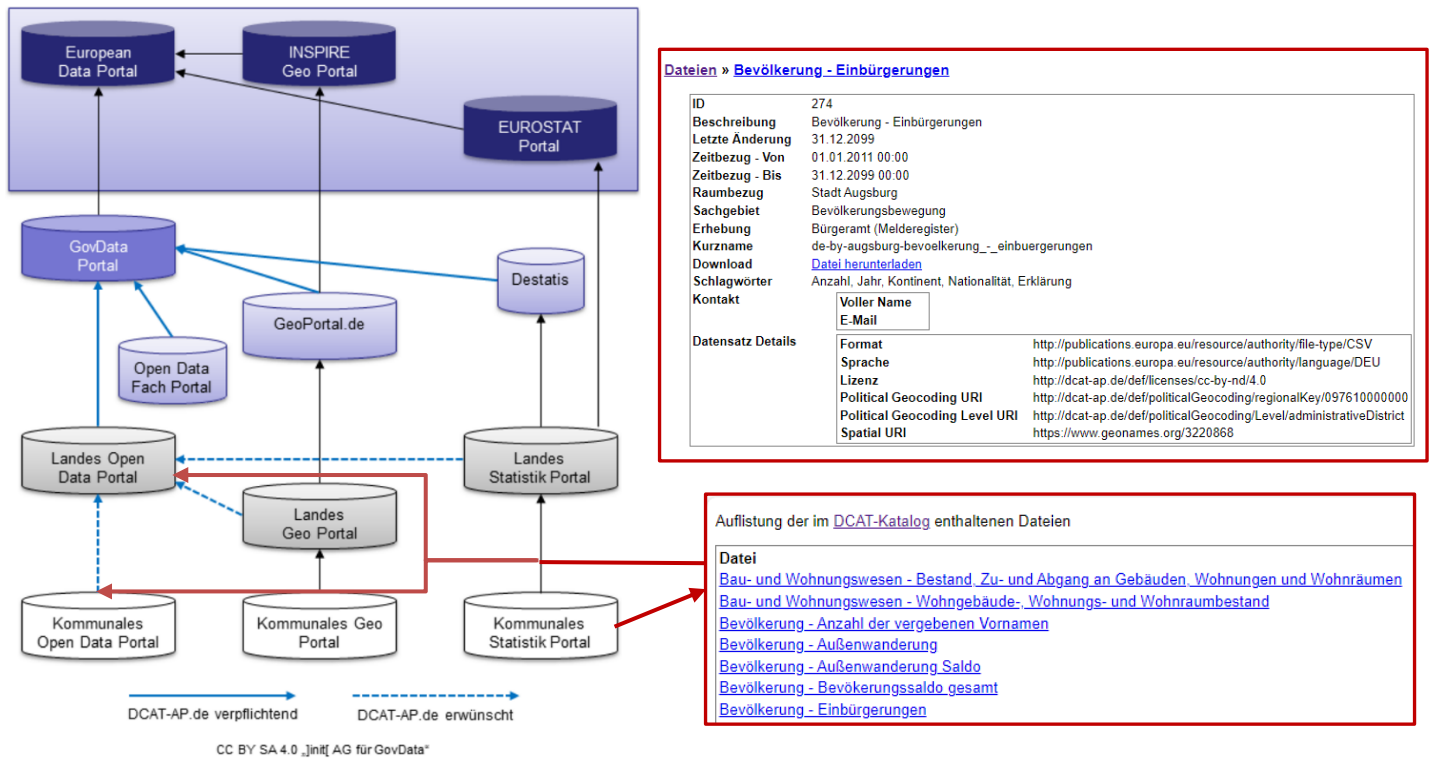 European
Data Portal
INSPIRE
Geo Portal
EUROSTAT
Portal
GovData
Portal
Destatis
GeoPortal.de
Open Data
Fach Portal
Landes Open
Data Portal
Landes
Statistik Portal
Landes
Geo Portal
Kommunales
Open Data Portal
Kommunales Geo
Portal
Kommunales
Statistik Portal
DCAT-AP.de verpflichtend
DCAT-AP.de erwünscht
CC BY SA 4.0 „]init[ AG für GovData“
Dateien » Bevölkerung - Einbürgerungen
ID 274
Beschreibung Bevölkerung - Einbürgerungen
Letzte Änderung 31.12.2099
Zeitbezug - Von 01.01.2011 00:00
Zeitbezug - Bis 31.12.2099 00:00
Raumbezug Stadt Augsburg
Sachgebiet Bevölkerungsbewegung
Erhebung Bürgeramt (Melderegister)
Kurzname de-by-augsburg-bevoelkerung_-_einbuergerungen
Download Datei herunterladen
Schlagwörter Anzahl, Jahr, Kontinent, Nationalität, Erklärung
Kontakt Voller Name
E-Mail
Datensatz Details Format http://publications.europa.eu/resource/authority/file-type/CSV
Sprache http://publications.europa.eu/resource/authority/language/DEU
Lizenz http://dcat-ap.de/def/licenses/cc-by-nd/4.0
Political Geocoding URI http://dcat-ap.de/def/politicalGeocoding/regionalKey/097610000000
Political Geocoding Level URI http://dcat-ap.de/def/politicalGeocoding/Level/administrativeDistrict
Spatial URI https://www.geonames.org/3220868
Auflistung der im DCAT-Katalog enthaltenen Dateien
Datei
Bau- und Wohnungswesen - Bestand, Zu- und Abgang an Gebäuden, Wohnungen und Wohnräumen
Bau- und Wohnungswesen - Wohngebäude-, Wohnungs- und Wohnraumbestand
Bevölkerung - Anzahl der vergebenen Vornamen
Bevölkerung - Außenwanderung
Bevölkerung - Außenwanderung Saldo
Bevölkerung - Bevökerungssaldo gesamt
Bevölkerung - Einbürgerungen